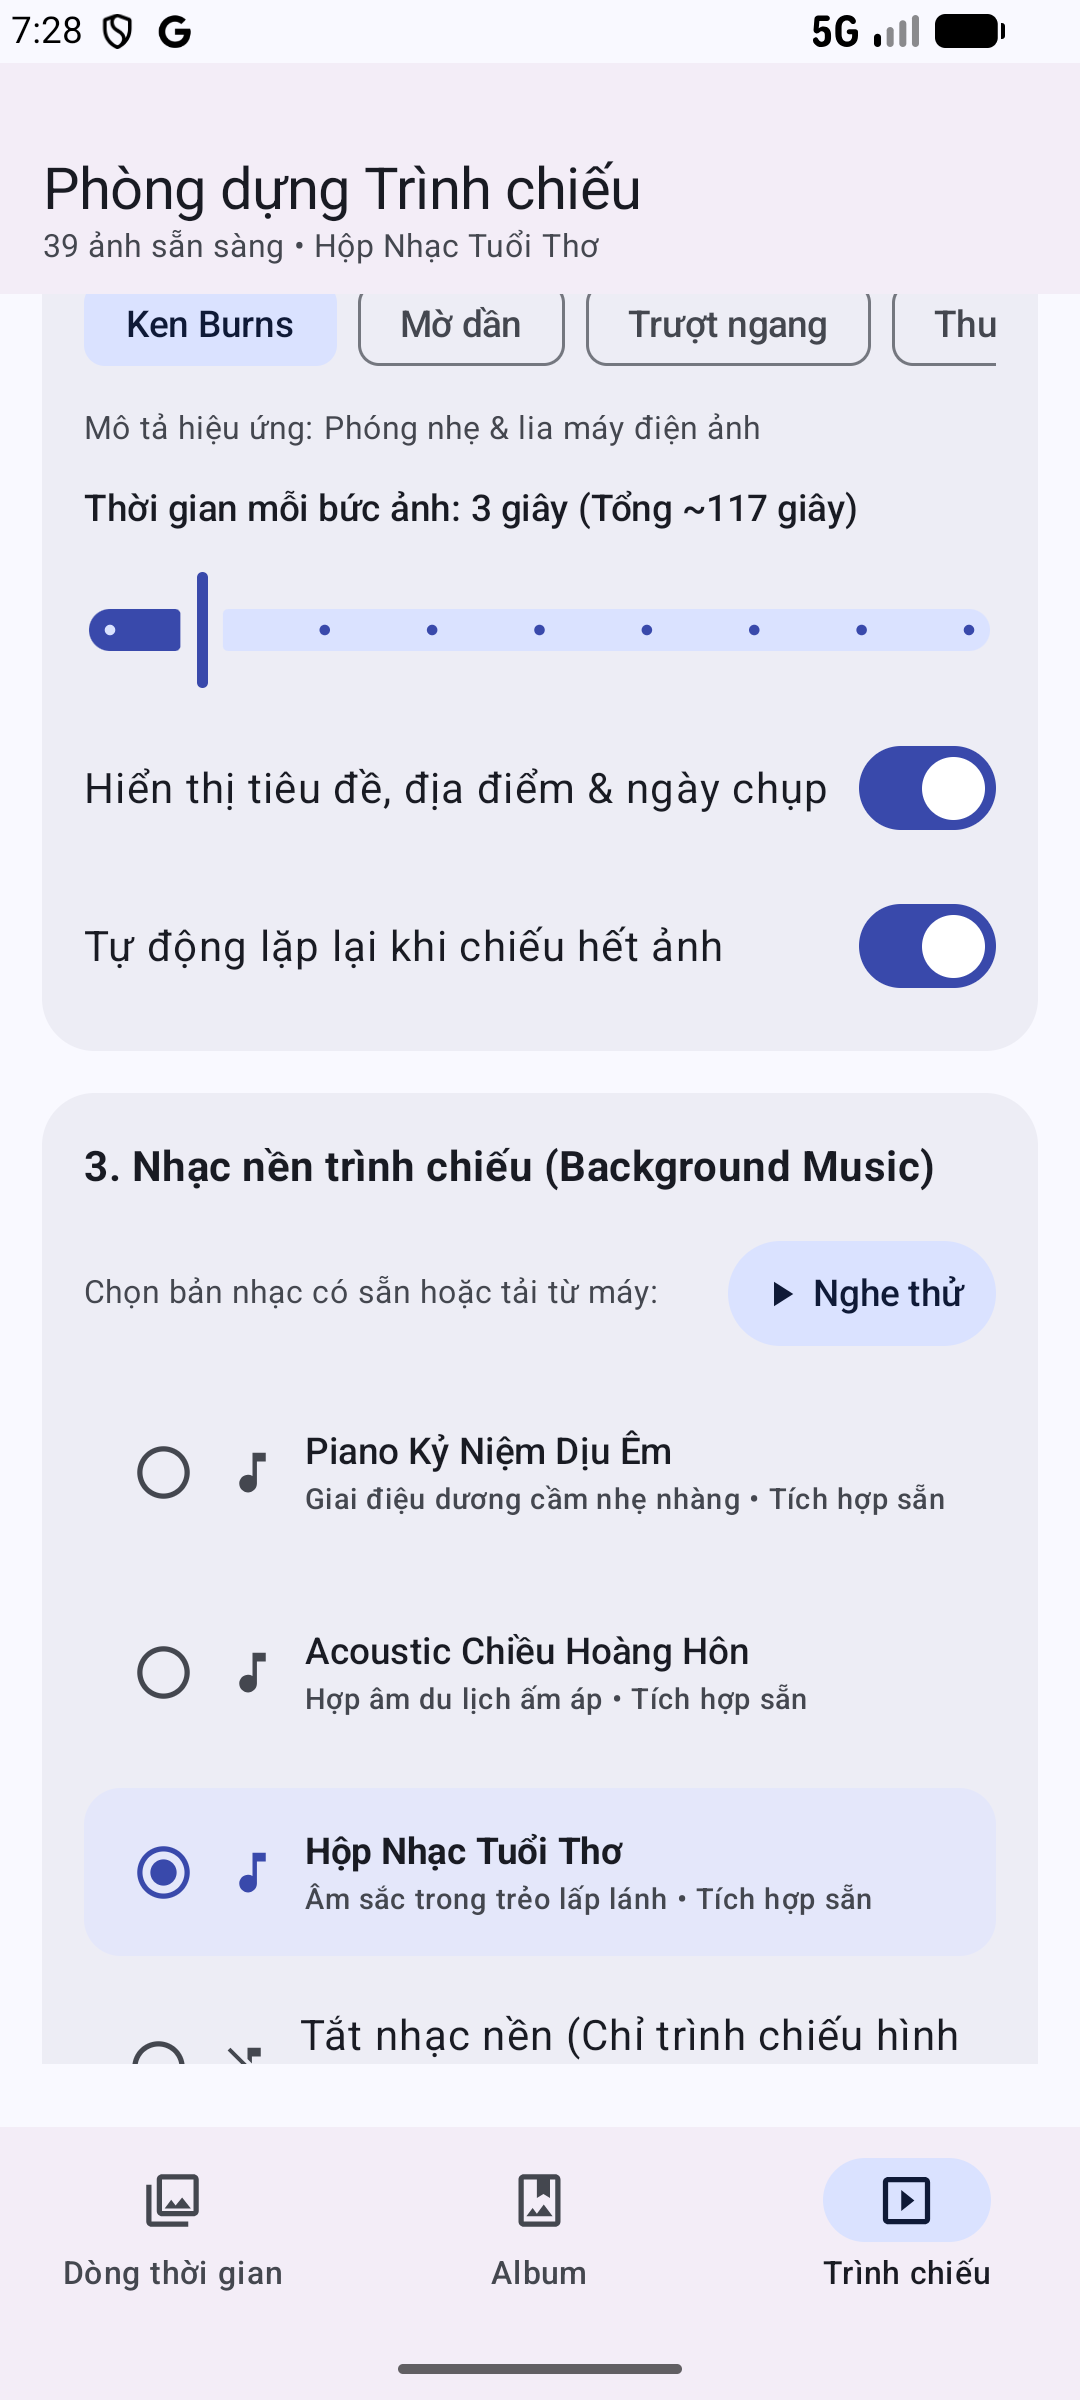 7:28
5G
Phòng dựng Trình chiếu
39 ảnh sẵn sàng • Hộp Nhạc Tuổi Thơ
Ken Burns
Mờ dần
Trượt ngang
Thu
Mô tả hiệu ứng: Phóng nhẹ & lia máy điện ảnh
Thời gian mỗi bức ảnh: 3 giây (Tổng ~117 giây)
Hiển thị tiêu đề, địa điểm & ngày chụp
Tự động lặp lại khi chiếu hết ảnh
3. Nhạc nền trình chiếu (Background Music)
Chọn bản nhạc có sẵn hoặc tải từ máy:
Nghe thử
Piano Kỷ Niệm Dịu Êm
Giai điệu dương cầm nhẹ nhàng • Tích hợp sẵn
Acoustic Chiều Hoàng Hôn
Hợp âm du lịch ấm áp • Tích hợp sẵn
Hộp Nhạc Tuổi Thơ
Âm sắc trong trẻo lấp lánh • Tích hợp sẵn
Tắt nhạc nền (Chỉ trình chiếu hình
Dòng thời gian
Album
Trình chiếu